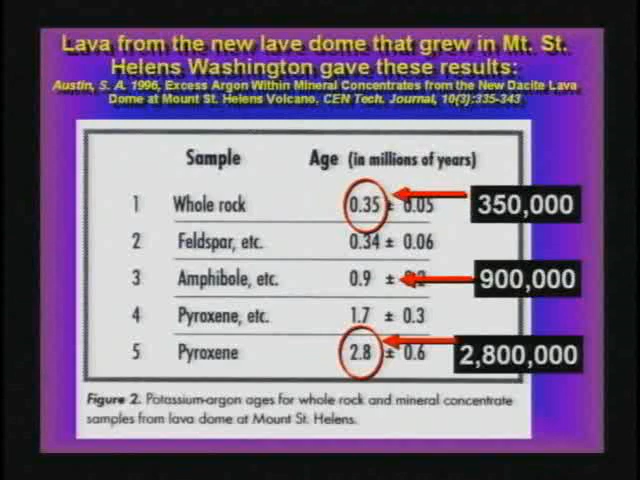 Lava from the new lave dome that grew in Mt. St.
Helens Washington gave these results:
Austin, S. A. 1996, Excess Argon Within Mineral Concentrates from the New Dacite Lava
Dome at Mount St. Helens Volcano. CEN Tech. Journal, 10(3):335-343
Sample Age (in millions of years)
1 Whole rock 0.35 ± 0.05 350,000
2 Feldspar, etc. 0.34 ± 0.06
3 Amphibole, etc. 0.9 ± 900,000
4 Pyroxene, etc. 1.7 ± 0.3
5 Pyroxene 2.8 ± 0.6 2,800,000
Figure 2. Potassium-argon ages for whole rock and mineral concentrate
samples from lava dome at Mount St. Helens.